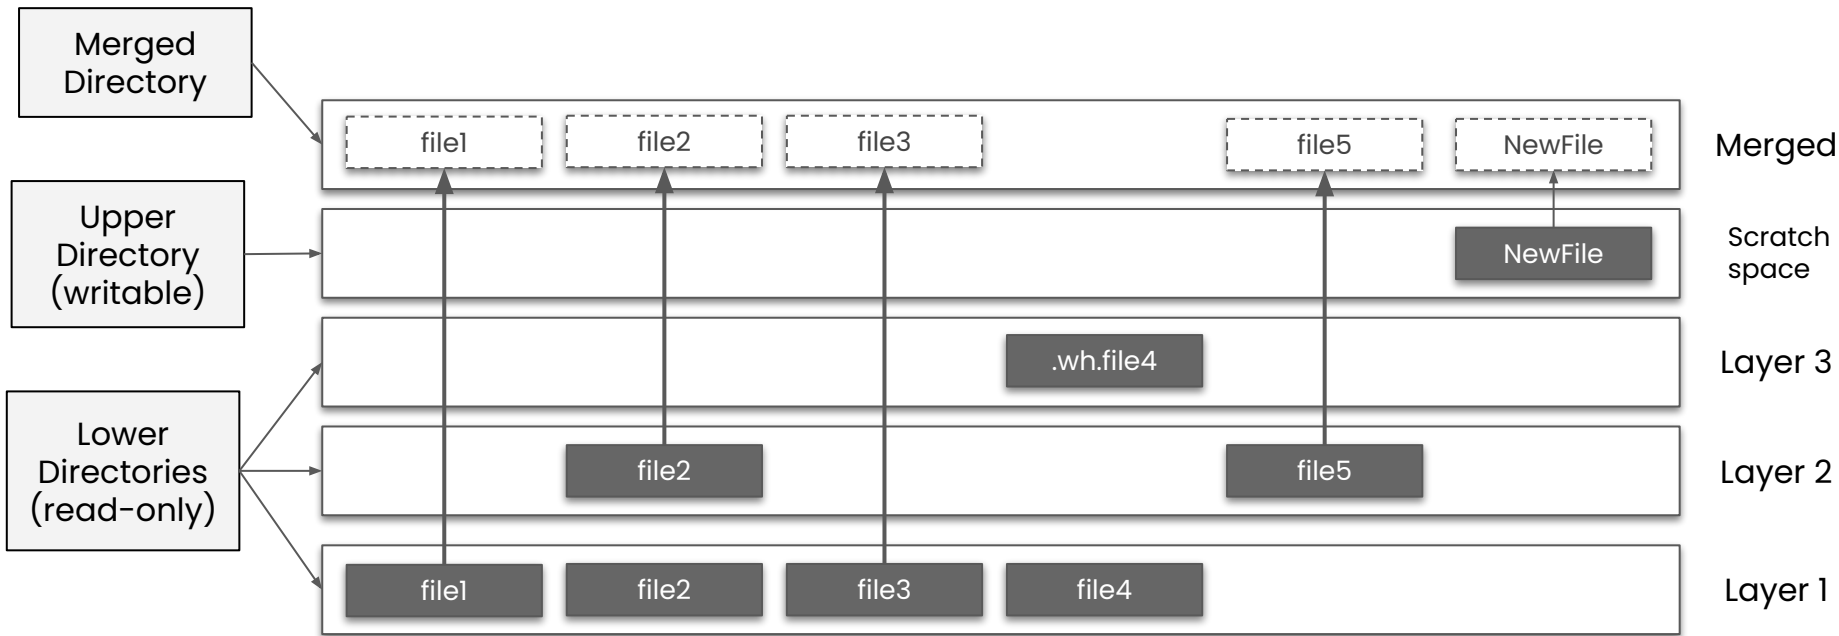 Merged
Directory
file1
file2
file3
file5
NewFile
Merged
Upper
Directory
(writable)
NewFile
Scratch
space
.wh.file4
Layer 3
Lower
Directories
(read-only)
file2
file5
Layer 2
file1
file2
file3
file4
Layer 1